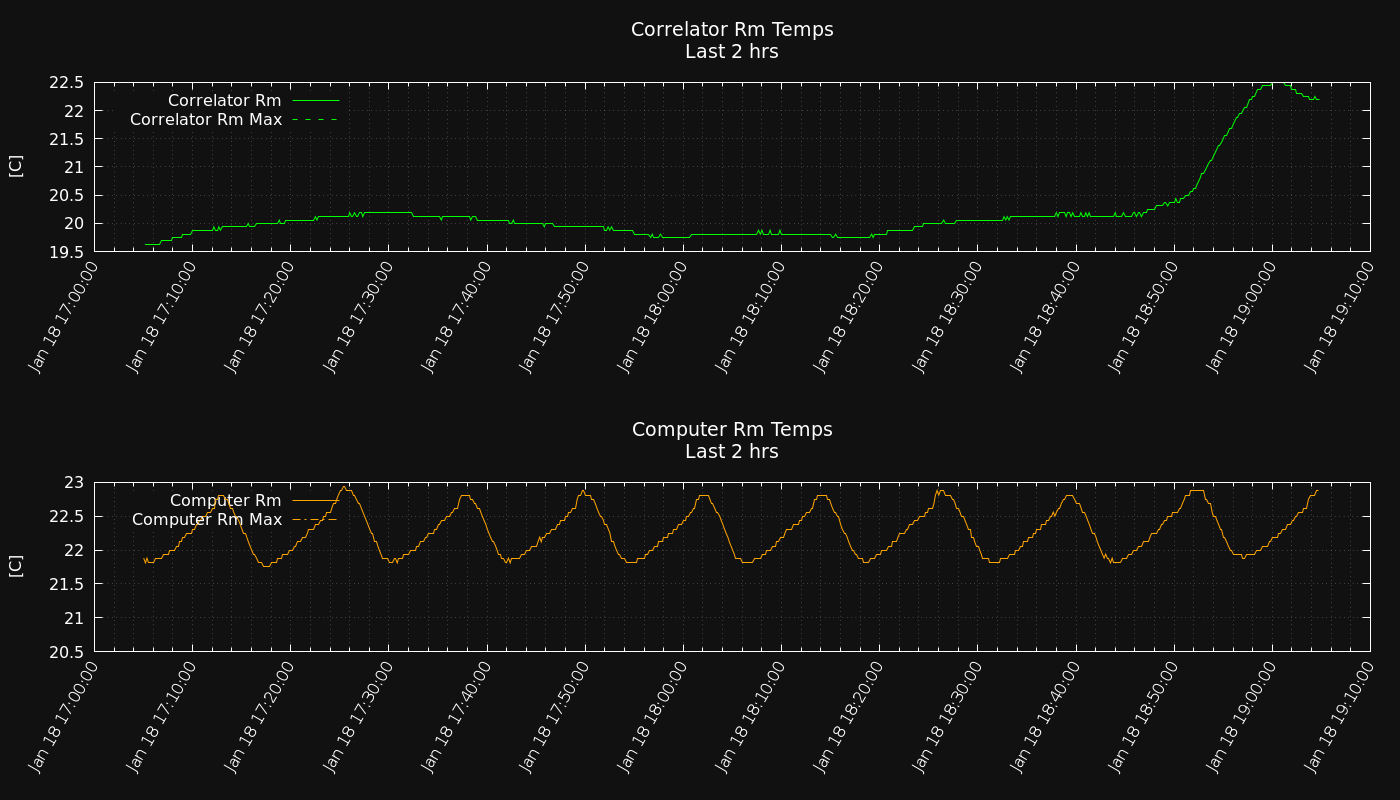 Correlator Rm Temps
Last 2 hrs
22.5
22
21.5
21
20.5
20
19.5
[C]
Correlator Rm
Correlator Rm Max
Jan 18 17:00:00
Jan 18 17:10:00
Jan 18 17:20:00
Jan 18 17:30:00
Jan 18 17:40:00
Jan 18 17:50:00
Jan 18 18:00:00
Jan 18 18:10:00
Jan 18 18:20:00
Jan 18 18:30:00
Jan 18 18:40:00
Jan 18 18:50:00
Jan 18 19:00:00
Jan 18 19:10:00
Computer Rm Temps
Last 2 hrs
23
22.5
22
21.5
21
20.5
[C]
Computer Rm
Computer Rm Max
Jan 18 17:00:00
Jan 18 17:10:00
Jan 18 17:20:00
Jan 18 17:30:00
Jan 18 17:40:00
Jan 18 17:50:00
Jan 18 18:00:00
Jan 18 18:10:00
Jan 18 18:20:00
Jan 18 18:30:00
Jan 18 18:40:00
Jan 18 18:50:00
Jan 18 19:00:00
Jan 18 19:10:00